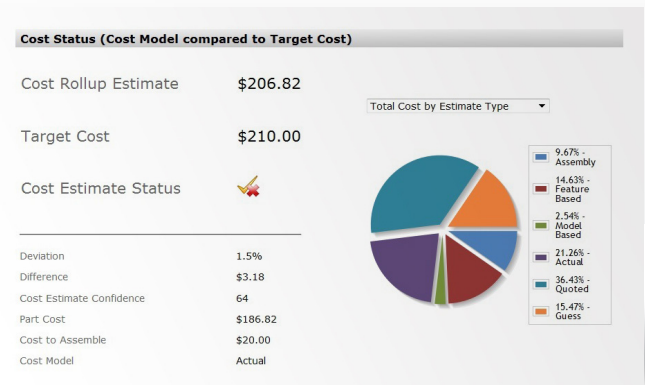 Cost Status (Cost Model compared to Target Cost)
Cost Rollup Estimate $206.82
Total Cost by Estimate Type
Target Cost $210.00
Cost Estimate Status
9.67% -
Assembly
14.63% -
Feature
Based
2.54% -
Model
Based
21.26% -
Actual
36.43% -
Quoted
15.47% -
Guess
Deviation 1.5%
Difference $3.18
Cost Estimate Confidence 64
Part Cost $186.82
Cost to Assemble $20.00
Cost Model Actual